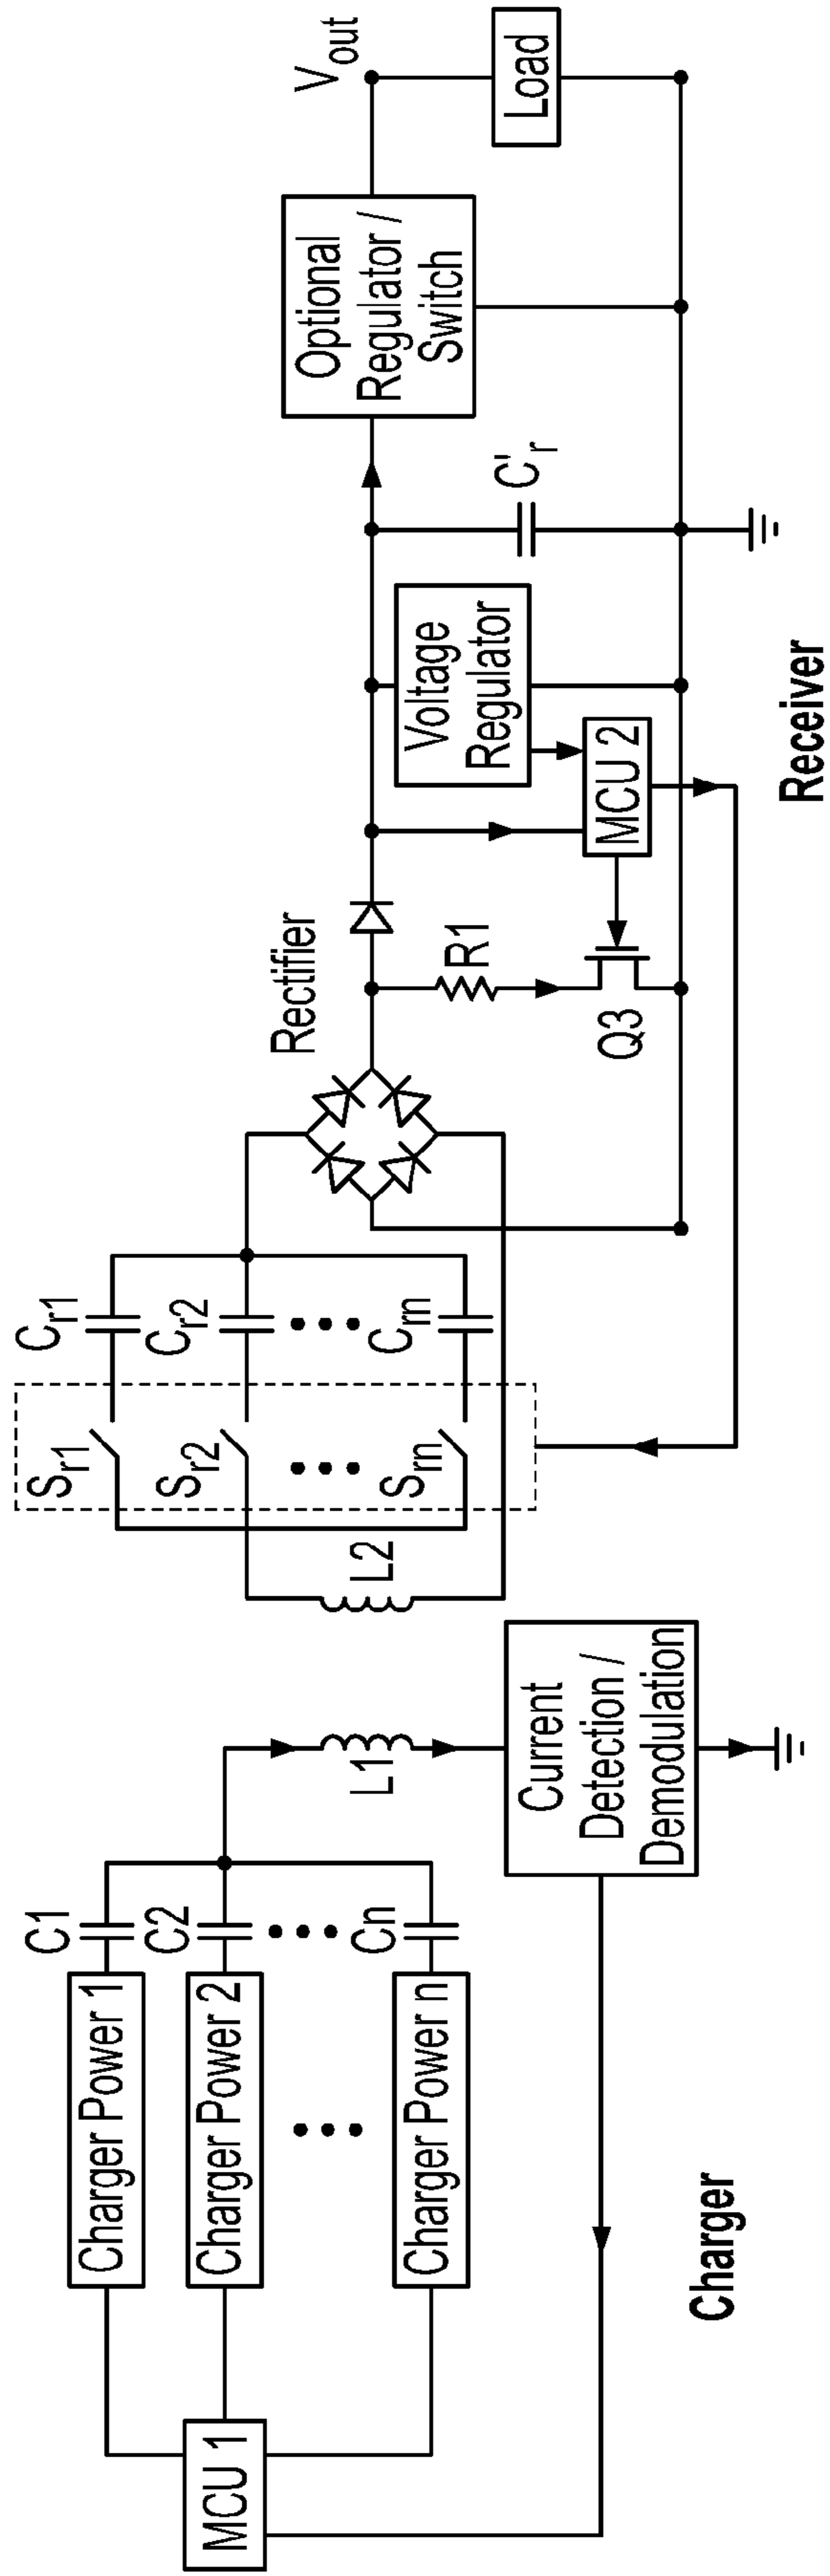 MCU 1
Charger Power 1
Charger Power 2
Charger Power n
C1
C2
Cn
L1
Current
Detection /
Demodulation
Charger
L2
Sr1
Sr2
Srn
Cr1
Cr2
Crn
Rectifier
R1
Q3
MCU 2
Voltage
Regulator
C'r
Optional
Regulator /
Switch
Vout
Load
Receiver